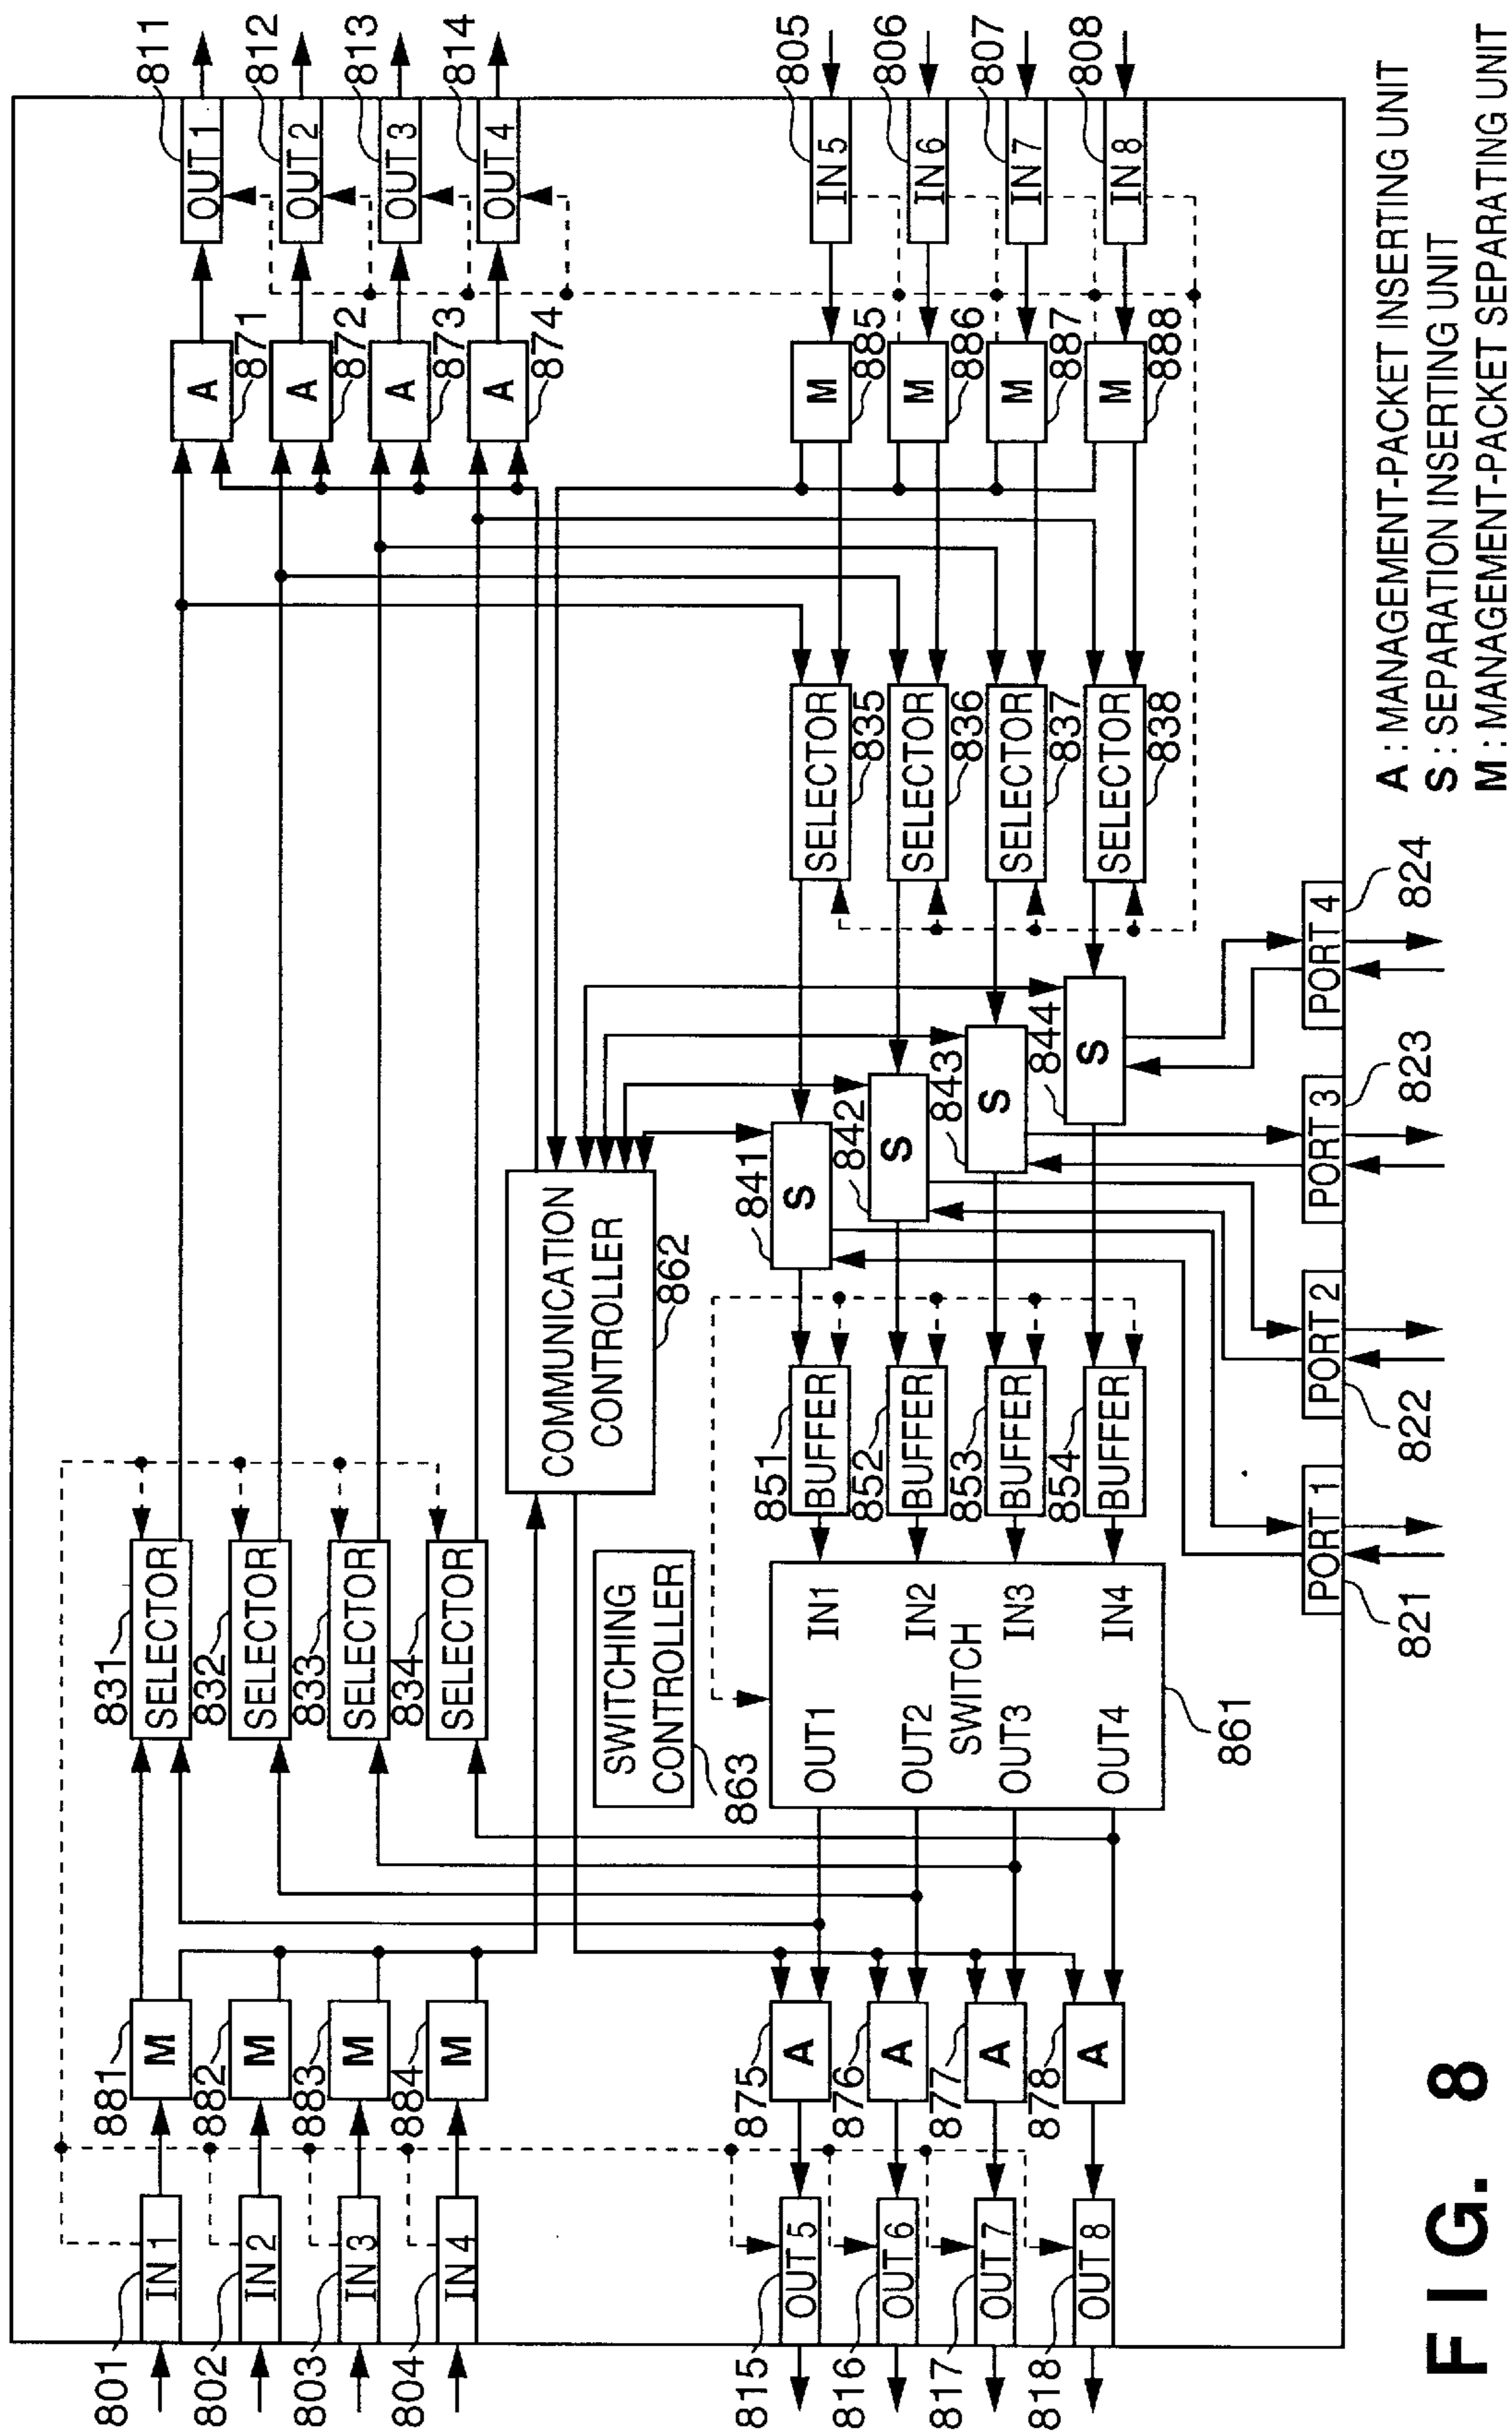 801
IN 1
881
M
831
SELECTOR
A
871
OUT 1
811
802
IN 2
882
M
832
SELECTOR
A
872
OUT 2
812
803
IN 3
883
M
833
SELECTOR
A
873
OUT 3
813
804
IN 4
884
M
834
SELECTOR
A
874
OUT 4
814
COMMUNICATION
CONTROLLER
862
SWITCHING
CONTROLLER
863
815
OUT 5
875
A
OUT1
IN1
851
BUFFER
841
S
SELECTOR
835
M
885
IN 5
805
816
OUT 6
876
A
OUT2
IN2
852
BUFFER
842
S
SELECTOR
836
M
886
IN 6
806
SWITCH
817
OUT 7
877
A
OUT3
IN3
853
BUFFER
843
S
SELECTOR
837
M
887
IN 7
807
818
OUT 8
878
A
OUT4
IN4
854
BUFFER
844
S
SELECTOR
838
M
888
IN 8
808
861
PORT 1
PORT 2
PORT 3
PORT 4
821
822
823
824
A : MANAGEMENT-PACKET INSERTING UNIT
S : SEPARATION INSERTING UNIT
M : MANAGEMENT-PACKET SEPARATING UNIT
FIG. 8